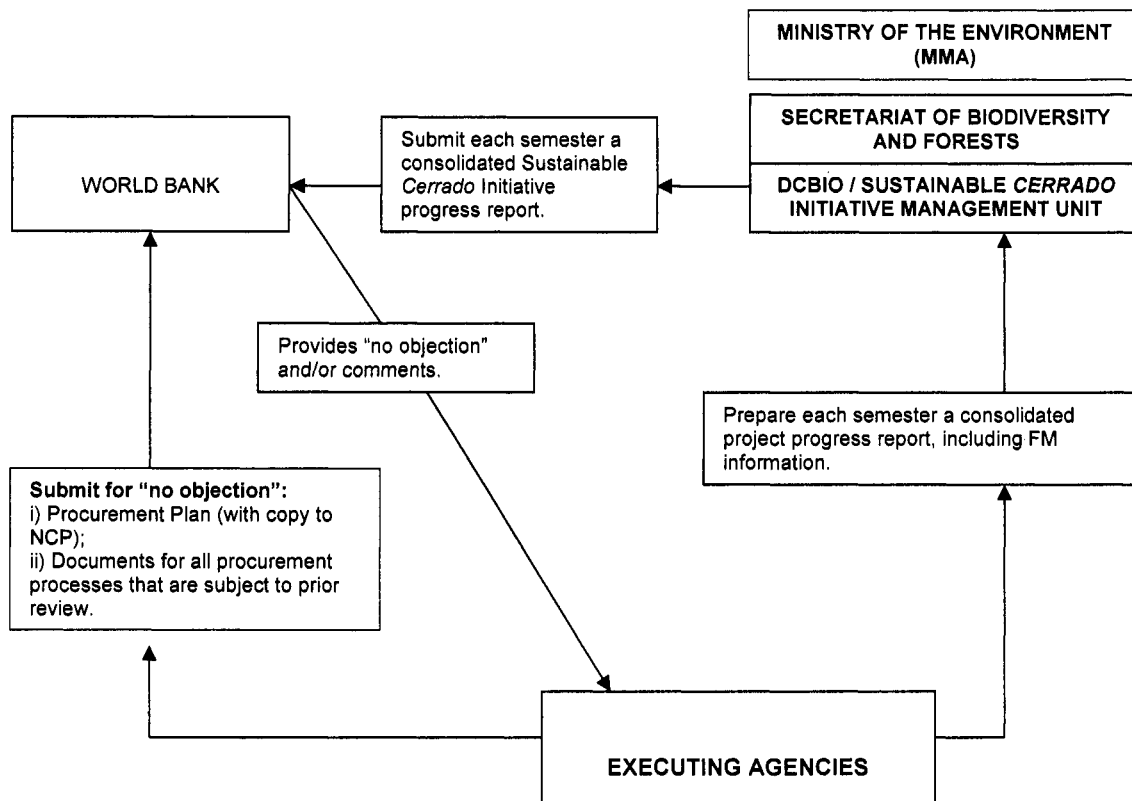 MINISTRY OF THE ENVIRONMENT
(MMA)
SECRETARIAT OF BIODIVERSITY
AND FORESTS
DCBIO / SUSTAINABLE CERRADO
INITIATIVE MANAGEMENT UNIT
Submit each semester a
consolidated Sustainable
Cerrado Initiative
progress report.
WORLD BANK
Provides “no objection”
and/or comments.
Prepare each semester a consolidated
project progress report, including FM
information.
Submit for “no objection”:
i) Procurement Plan (with copy to
NCP);
ii) Documents for all procurement
processes that are subject to prior
review.
EXECUTING AGENCIES